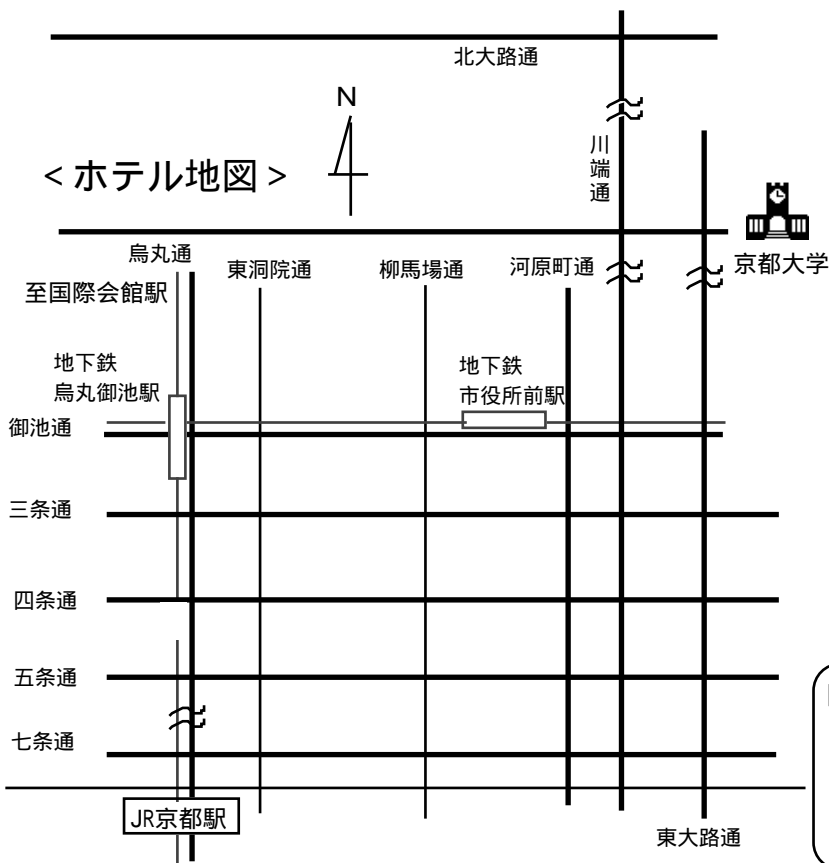 北大路通
N
川端通
<ホテル地図>
京都大学
烏丸通
東洞院通
柳馬場通
河原町通
至国際会館駅
地下鉄
烏丸御池駅
地下鉄
市役所前駅
御池通
三条通
四条通
五条通
七条通
JR京都駅
東大路通